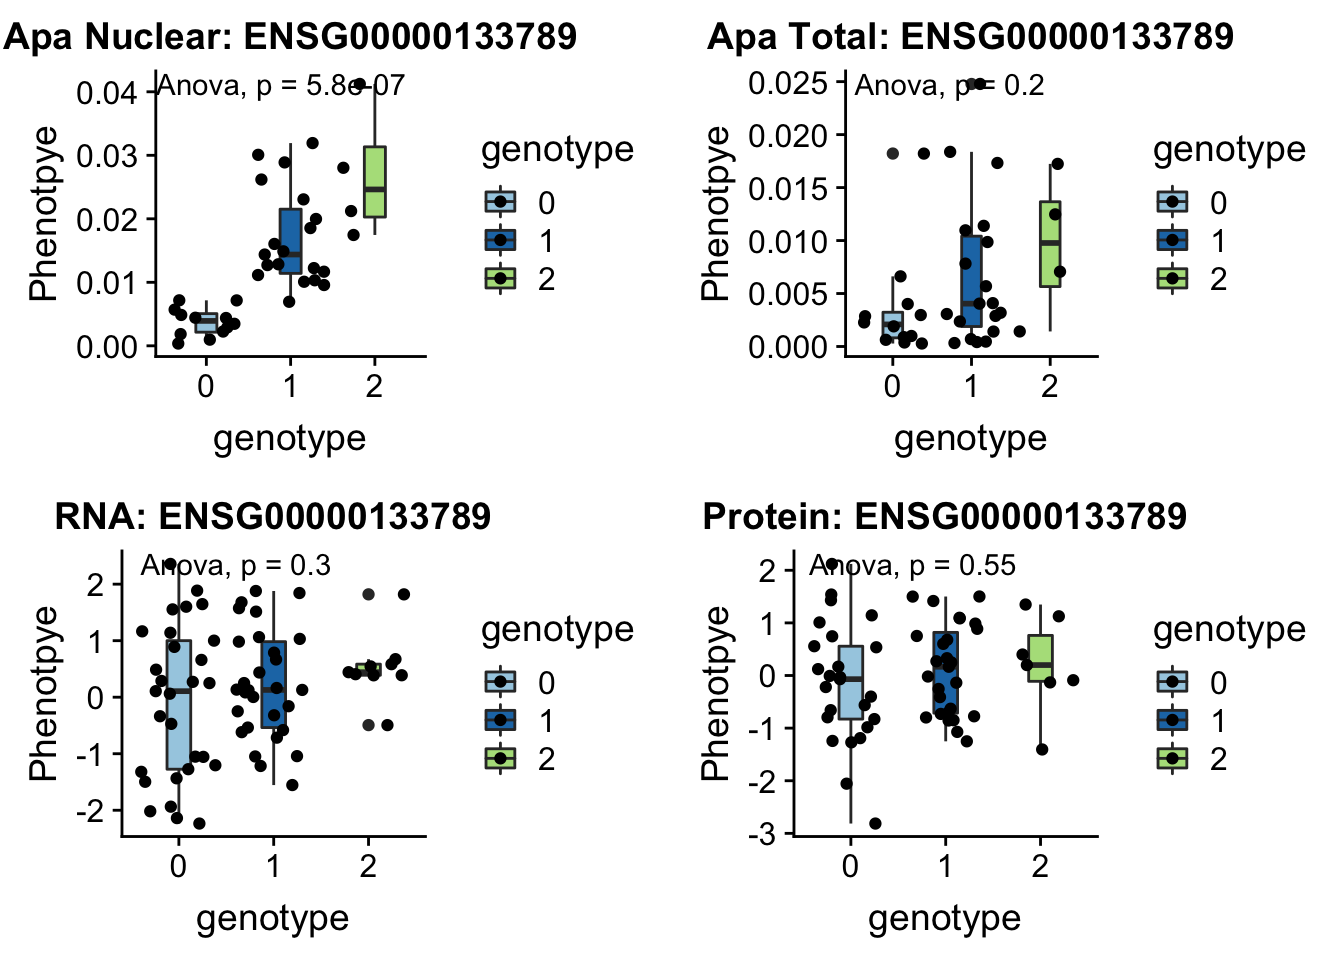 Apa Nuclear: ENSG00000133789
Anova, p = 5.8e-07
0.04
0.03
0.02
0.01
0.00
Phenotpye
0 1 2
genotype
genotype
0
1
2
Apa Total: ENSG00000133789
Anova, p = 0.2
0.025
0.020
0.015
0.010
0.005
0.000
Phenotpye
0 1 2
genotype
genotype
0
1
2
RNA: ENSG00000133789
Anova, p = 0.3
2
1
0
-1
-2
Phenotpye
0 1 2
genotype
genotype
0
1
2
Protein: ENSG00000133789
Anova, p = 0.55
2
1
0
-1
-2
-3
Phenotpye
0 1 2
genotype
genotype
0
1
2